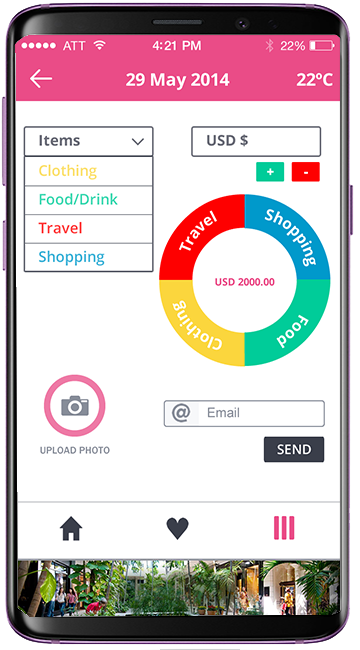 ATT 4:21 PM 22%
29 May 2014 22ºC
Items
USD $
Clothing
+ -
Food/Drink
Travel
Shopping
Travel
Shopping
USD 2000.00
Clothing
Food
@ Email
UPLOAD PHOTO
SEND